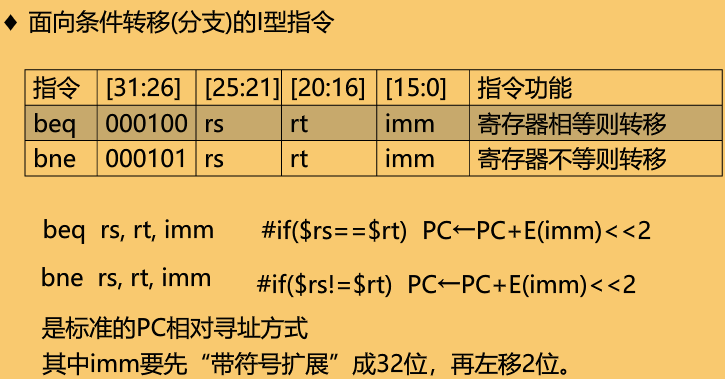 ♦ 面向条件转移(分支)的I型指令
指令 [31:26] [25:21] [20:16] [15:0] 指令功能
beq 000100 rs rt imm 寄存器相等则转移
bne 000101 rs rt imm 寄存器不等则转移
beq rs, rt, imm #if($rs==$rt) PC←PC+E(imm)<<2
bne rs, rt, imm #if($rs!=$rt) PC←PC+E(imm)<<2
是标准的PC相对寻址方式
其中imm要先“带符号扩展”成32位，再左移2位。